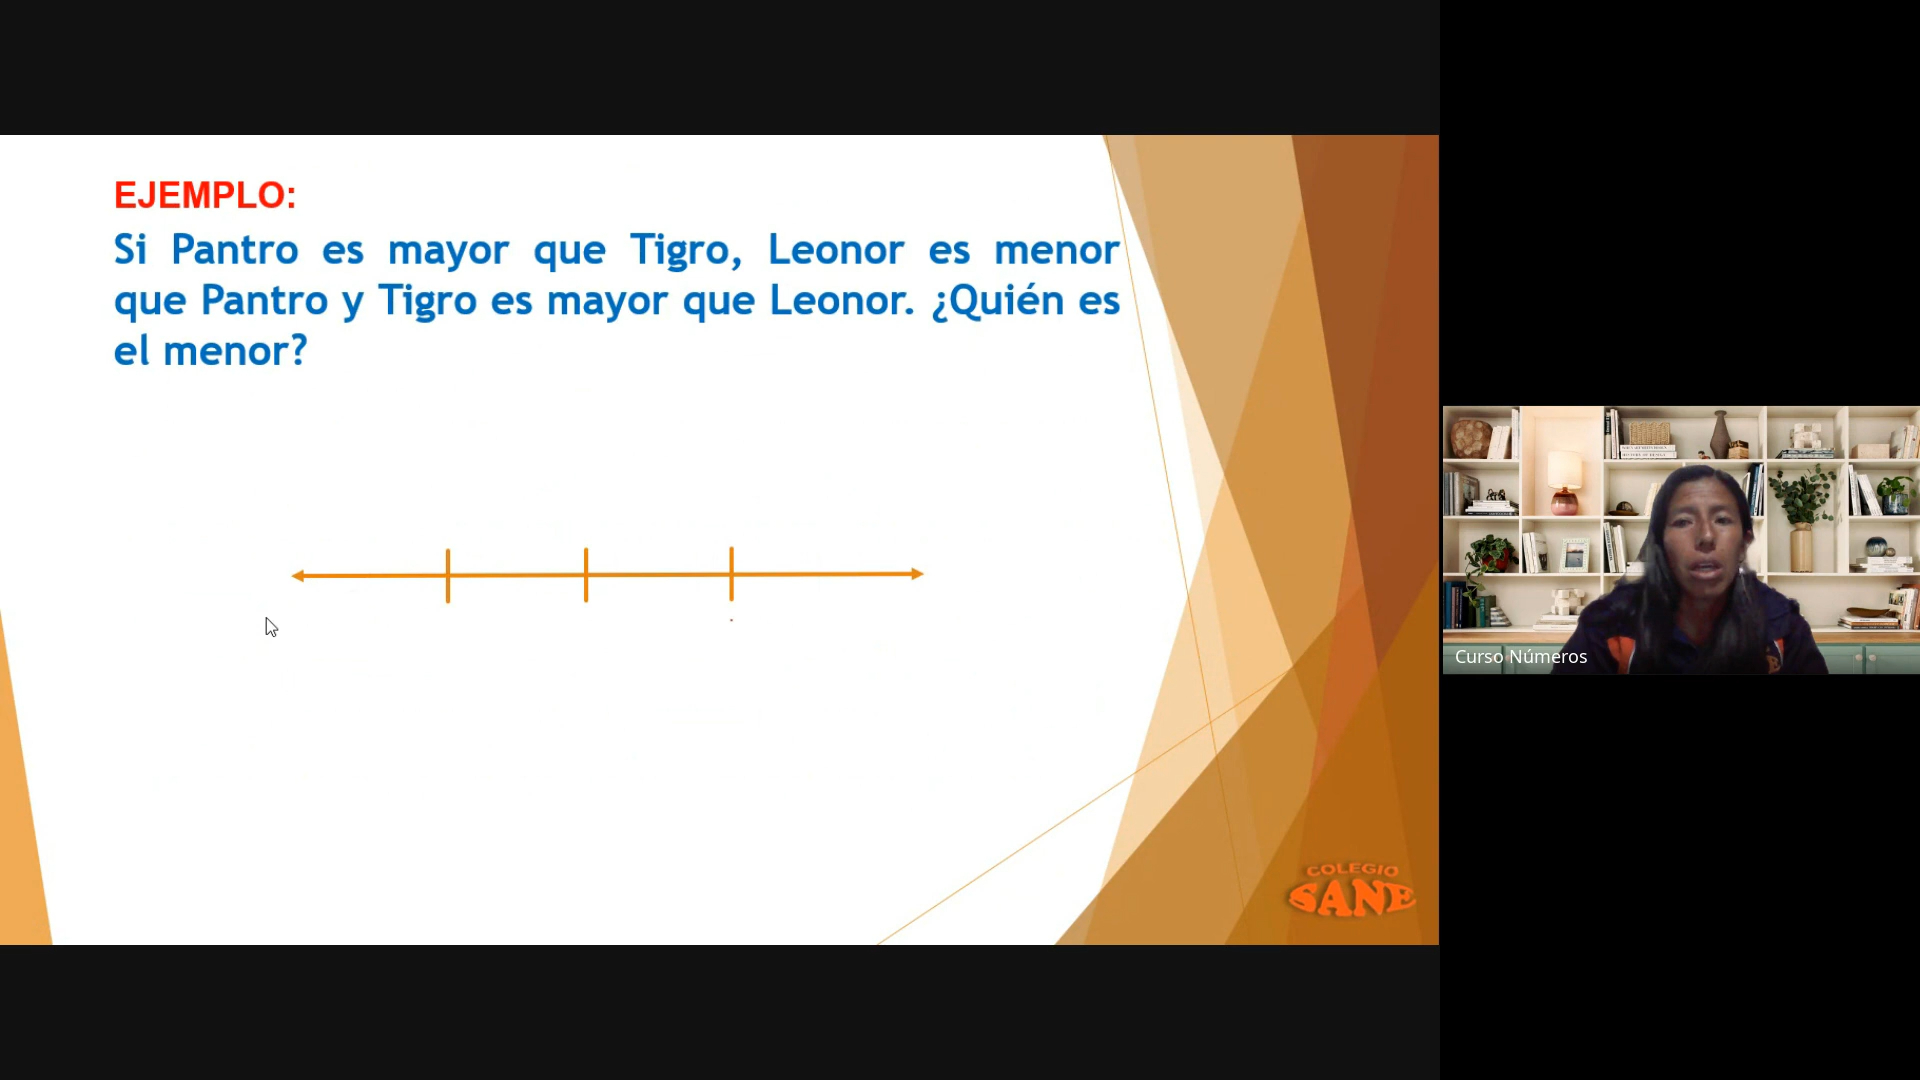 EJEMPLO:
Si Pantro es mayor que Tigro, Leonor es menor
que Pantro y Tigro es mayor que Leonor. ¿Quién es
el menor?
Curso Números
COLEGIO
SANE